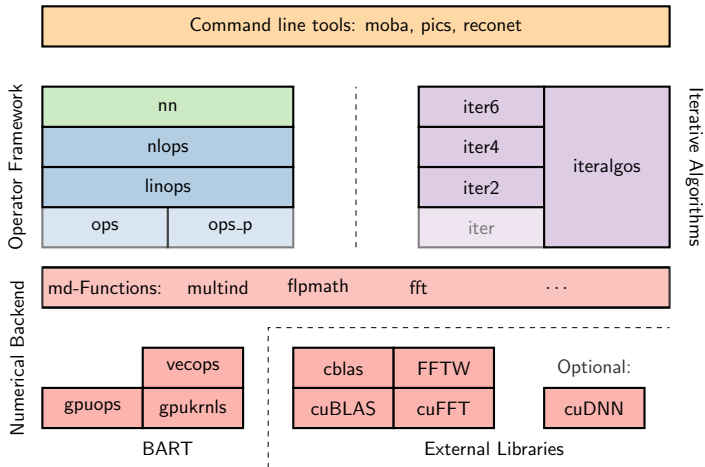 Command line tools: moba, pics, reconet
Operator Framework
nn
nlops
linops
ops
ops_p
iter6
iter4
iter2
iter
iteralgos
Iterative Algorithms
Numerical Backend
md-Functions: multind flpmath fft ...
vecops
gpuops
gpukrnls
BART
cblas
FFTW
cuBLAS
cuFFT
Optional:
cuDNN
External Libraries